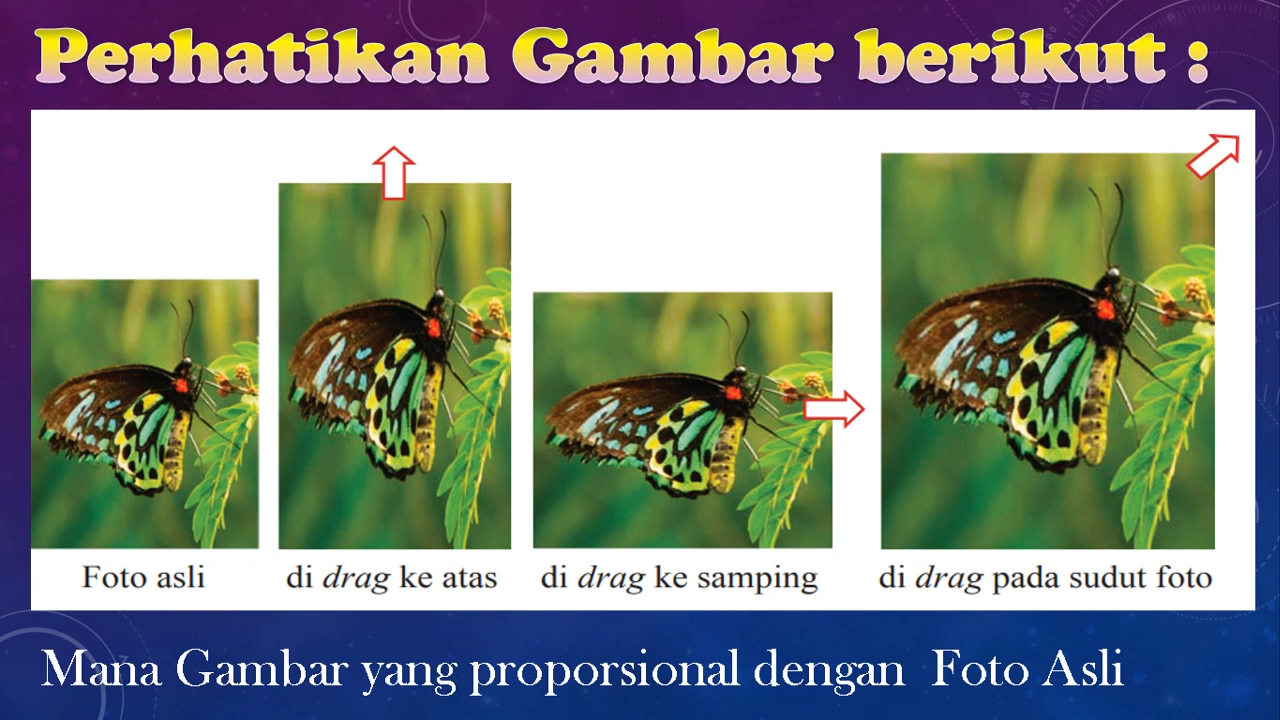 Perhatikan Gambar berikut :
Foto asli
di drag ke atas
di drag ke samping
di drag pada sudut foto
Mana Gambar yang proporsional dengan Foto Asli